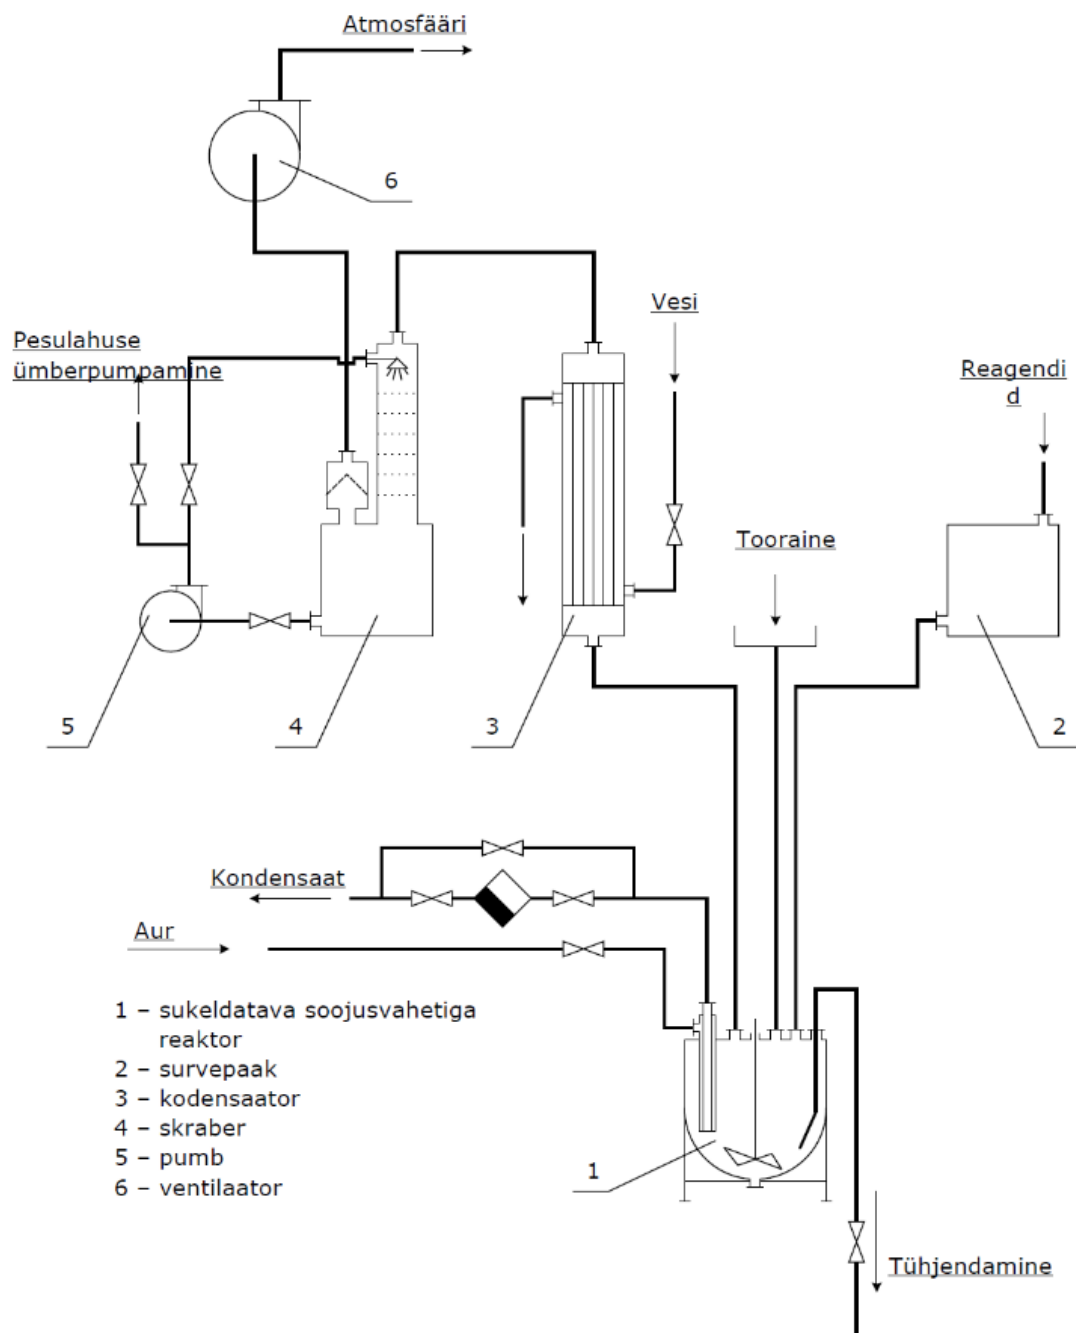 Atmosfääri
6
Vesi
Pesulahuse
ümberpumpamine
Reagendi
d
Tooraine
5
4
3
2
Kondensaat
Aur
1 – sukeldatava soojusvahetiga
reaktor
2 – survepaak
3 – kodensaator
4 – skraber
5 – pumb
6 – ventilaator
1
Tühjendamine